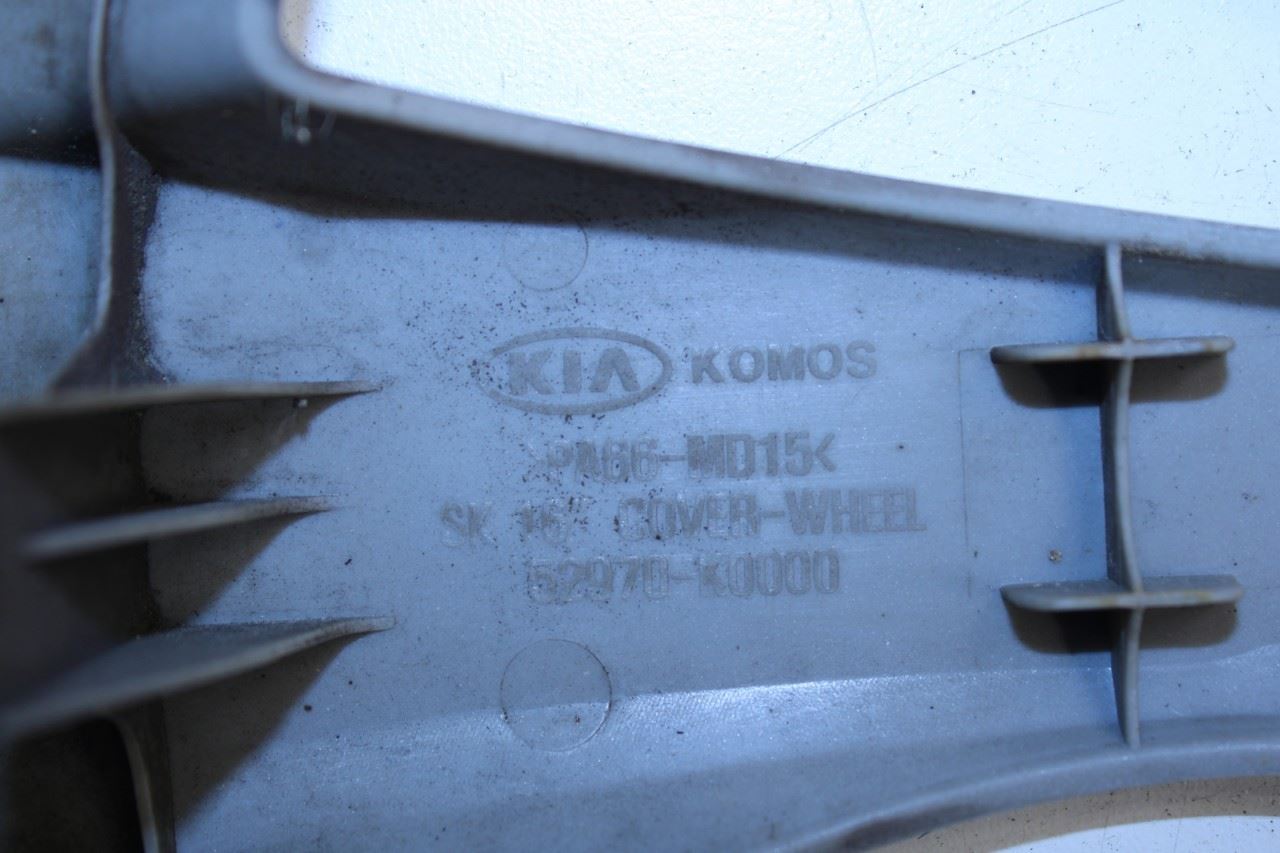 KIA KOMOS
PA66-MD15<
SK 16" COVER-WHEEL
52970-K0000